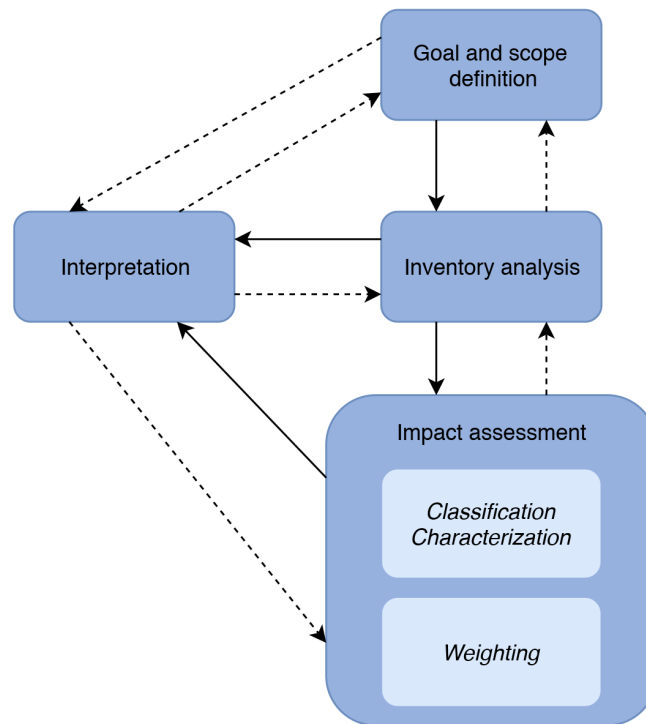 Goal and scope
definition
Interpretation
Inventory analysis
Impact assessment
Classification
Characterization
Weighting